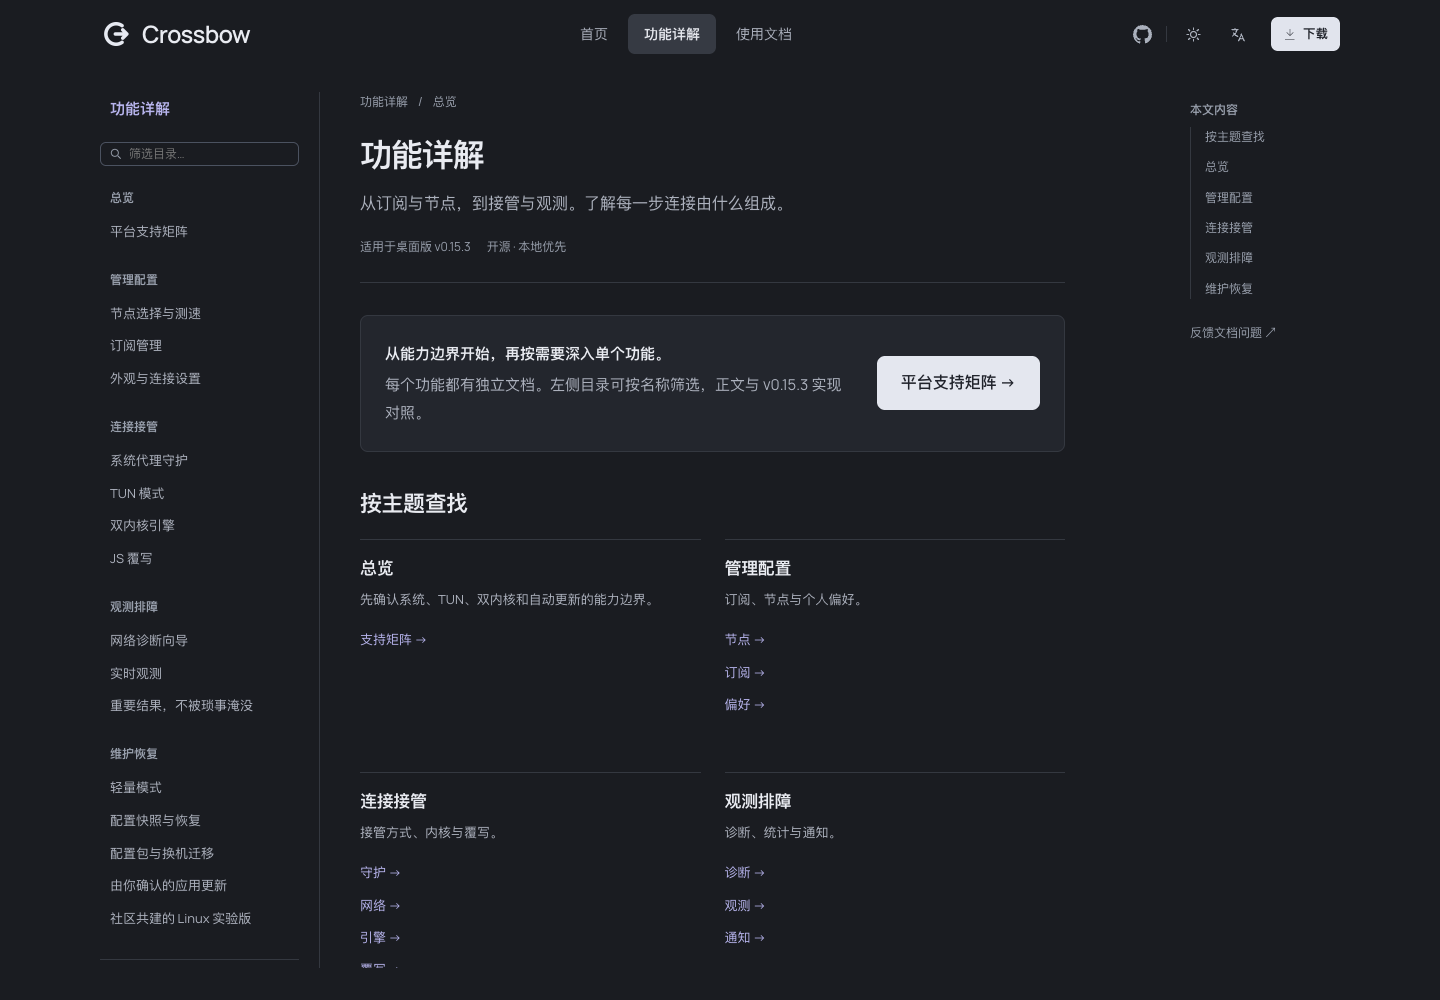 Crossbow
首页
功能详解
使用文档
下载
功能详解
筛选目录...
总览
平台支持矩阵
管理配置
节点选择与测速
订阅管理
外观与连接设置
连接接管
系统代理守护
TUN 模式
双内核引擎
JS 覆写
观测排障
网络诊断向导
实时观测
重要结果，不被琐事淹没
维护恢复
轻量模式
配置快照与恢复
配置包与换机迁移
由你确认的应用更新
社区共建的 Linux 实验版
功能详解 / 总览
功能详解
从订阅与节点，到接管与观测。了解每一步连接由什么组成。
适用于桌面版 v0.15.3 开源 · 本地优先
从能力边界开始，再按需要深入单个功能。
每个功能都有独立文档。左侧目录可按名称筛选，正文与 v0.15.3 实现
对照。
平台支持矩阵 →
按主题查找
总览
先确认系统、TUN、双内核和自动更新的能力边界。
支持矩阵 →
管理配置
订阅、节点与个人偏好。
节点 →
订阅 →
偏好 →
连接接管
接管方式、内核与覆写。
守护 →
网络 →
引擎 →
覆写 →
观测排障
诊断、统计与通知。
诊断 →
观测 →
通知 →
本文内容
按主题查找
总览
管理配置
连接接管
观测排障
维护恢复
反馈文档问题 ↗